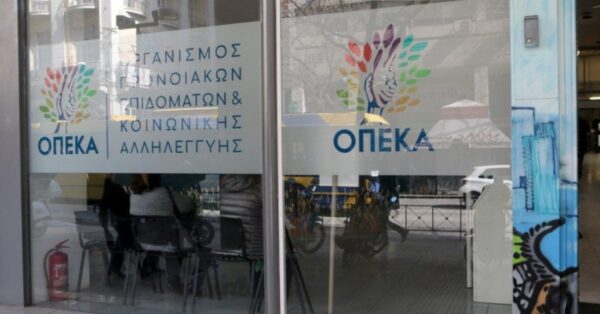 ΟΠΕΚΑ
ΟΡΓΑΝΙΣΜΟΣ
ΠΡΟΝΟΙΑΚΩΝ
ΕΠΙΔΟΜΑΤΩΝ &
ΚΟΙΝΩΝΙΚΗΣ
ΑΛΛΗΛΕΓΓΥΗΣ
ΟΠΕΚΑ